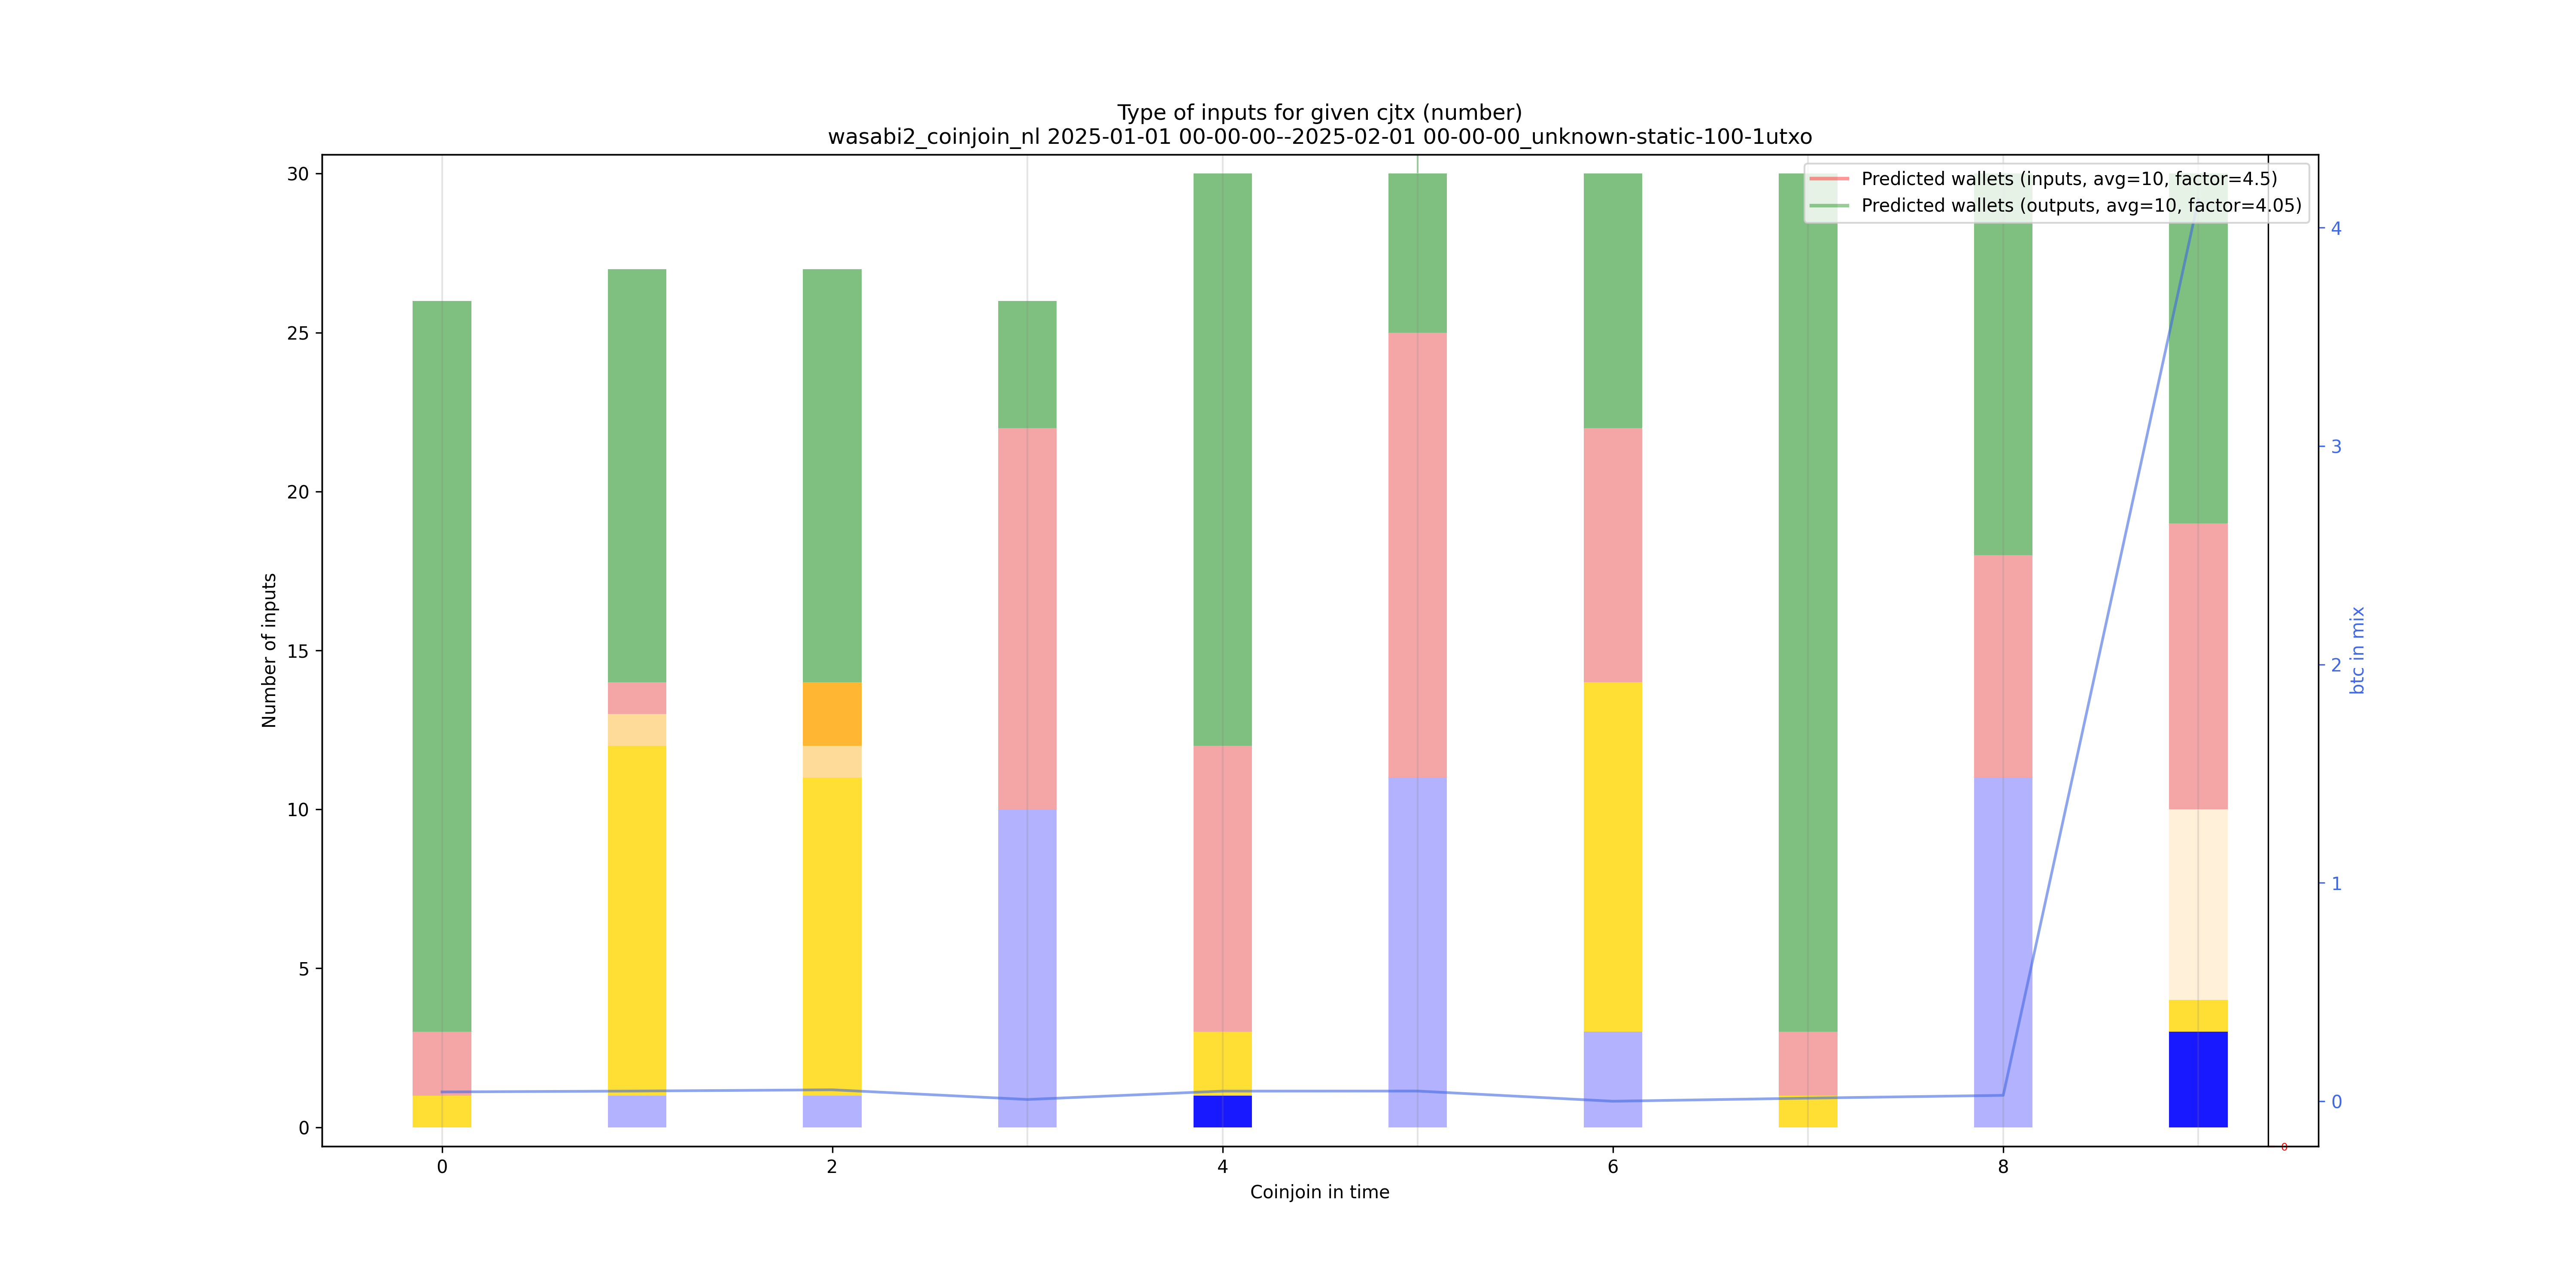 Type of inputs for given cjtx (number)
wasabi2_coinjoin_nl 2025-01-01 00-00-00--2025-02-01 00-00-00_unknown-static-100-1utxo
Predicted wallets (inputs, avg=10, factor=4.5)
Predicted wallets (outputs, avg=10, factor=4.05)
30
25
20
15
10
5
0
Number of inputs
4
3
2
1
0
btc in mix
0
0
2
4
6
8
Coinjoin in time